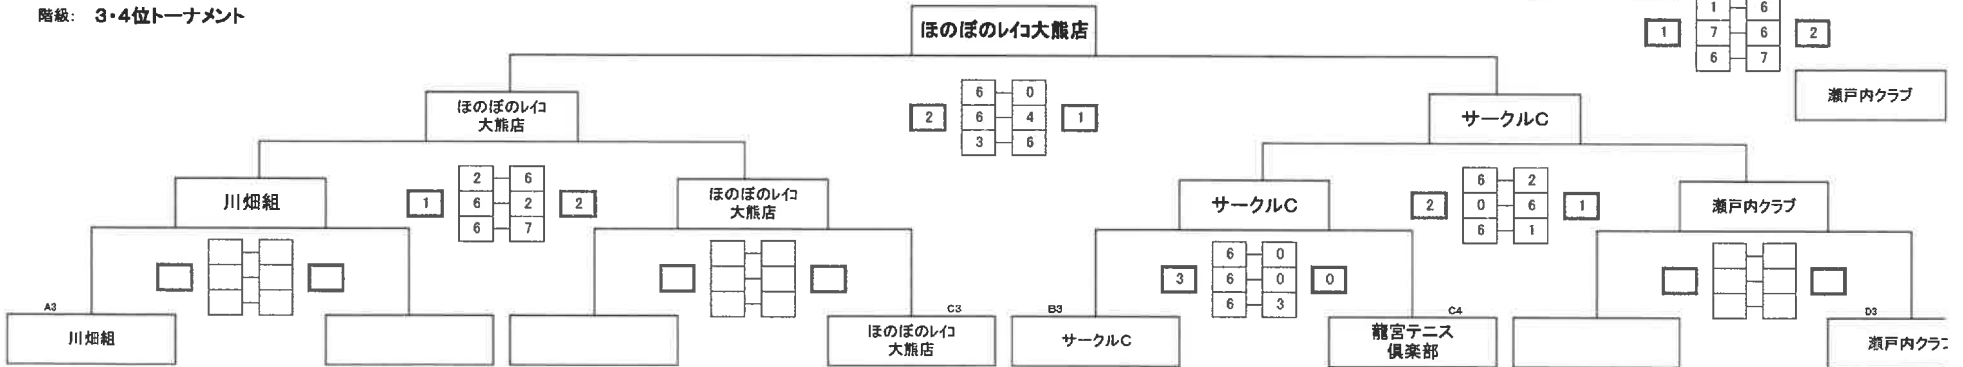 階級: 3・4位トーナメント
ほのぼのレイコ大熊店
1 6
1 7 6 2
6 7
瀬戸内クラブ
ほのぼのレイコ
大熊店
6 0
2 6 4 1
3 6
サークルC
川畑組
2 6
1 6 2 2
6 7
ほのぼのレイコ
大熊店
サークルC
6 2
2 0 6 1
6 1
瀬戸内クラブ
6 0
3 6 0 0
6 3
A3
川畑組
C3
ほのぼのレイコ
大熊店
B3
サークルC
C4
龍宮テニス
倶楽部
D3
瀬戸内クラ